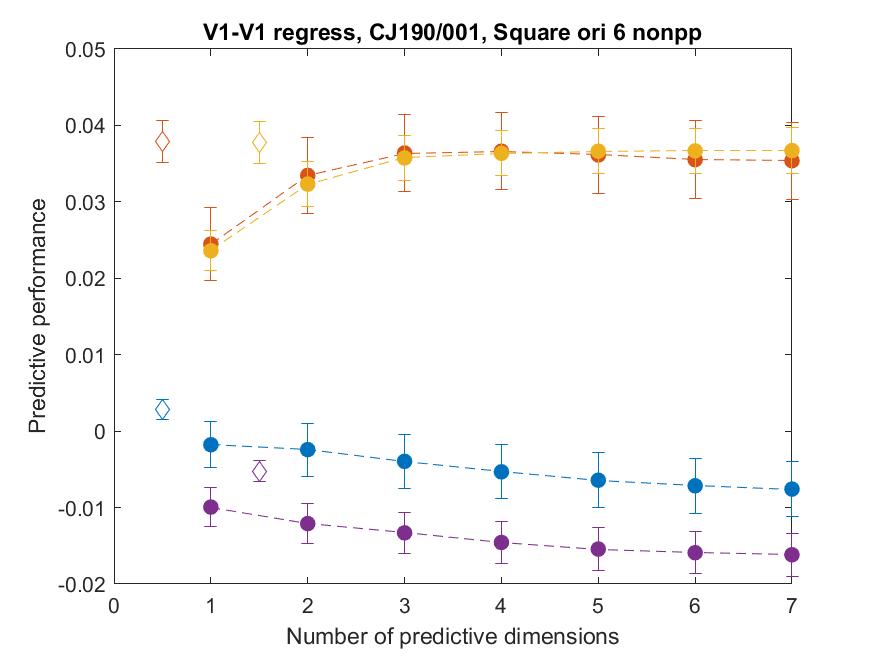 V1-V1 regress, CJ190/001, Square ori 6 nonpp
0.05
0.04
0.03
0.02
0.01
0
-0.01
-0.02
Predictive performance
0 1 2 3 4 5 6 7
Number of predictive dimensions